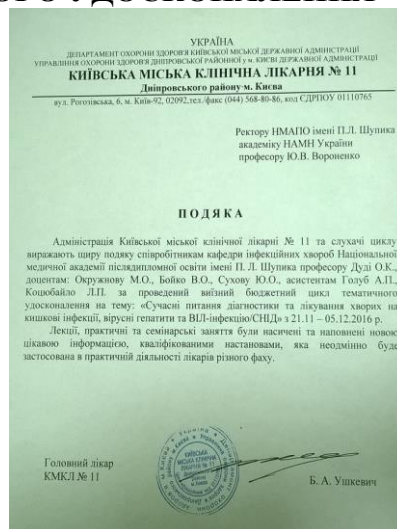 УКРАЇНА
ДЕПАРТАМЕНТ ОХОРОНИ ЗДОРОВ'Я КИЇВСЬКОЇ МІСЬКОЇ ДЕРЖАВНОЇ АДМІНІСТРАЦІЇ
УПРАВЛІННЯ ОХОРОНИ ЗДОРОВ'Я ДНІПРОВСЬКОЇ РАЙОННОЇ у м. КИЄВІ ДЕРЖАВНОЇ АДМІНІСТРАЦІЇ
КИЇВСЬКА МІСЬКА КЛІНІЧНА ЛІКАРНЯ № 11
Дніпровського району м. Києва
вул. Рогозівська, 6, м. Київ-92, 02092, тел./факс (044) 568-80-86, код ЄДРПОУ 01110765
Ректору НМАПО імені П.Л. Шупика
академіку НАМН України
професору Ю.В. Вороненко
ПОДЯКА
Адміністрація Київської міської клінічної лікарні № 11 та слухачі циклу
виражають щиру подяку співробітникам кафедри інфекційних хвороб Національної
медичної академії післядипломної освіти імені П. Л. Шупика професору Дуді О.К.,
доцентам: Окружнову М.О., Бойко В.О., Сухову Ю.О., асистентам Голуб А.П.,
Коцюбайло Л.П. за проведений виїзний бюджетний цикл тематичного
удосконалення на тему: «Сучасні питання діагностики та лікування хворих на
кишкові інфекції, вірусні гепатити та ВІЛ-інфекцію/СНІД» з 21.11 – 05.12.2016 р.
Лекції, практичні та семінарські заняття були насичені та наповнені новою
цікавою інформацією, кваліфікованими настановами, яка неодмінно буде
застосована в практичній діяльності лікарів різного фаху.
Головний лікар
КМКЛ № 11
Б. А. Ушкевич